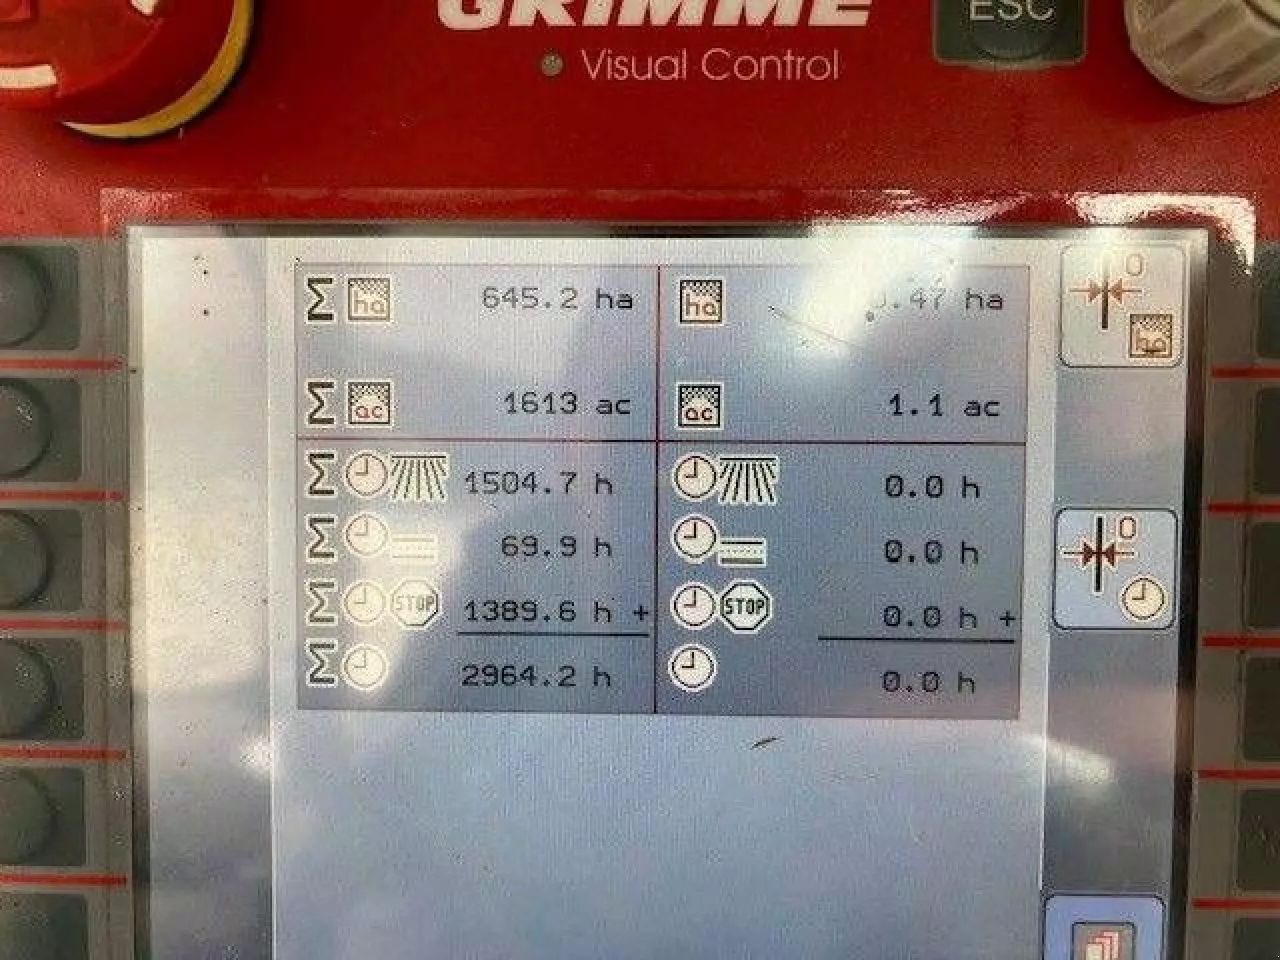 GRIMME
ESC
Visual Control
M ha 645.2 ha
ha .47 ha
0
M ac 1613 ac
ac 1.1 ac
M 1504.7 h
0.0 h
M 69.9 h
0.0 h
0
M STOP 1389.6 h +
STOP 0.0 h +
M 2964.2 h
0.0 h